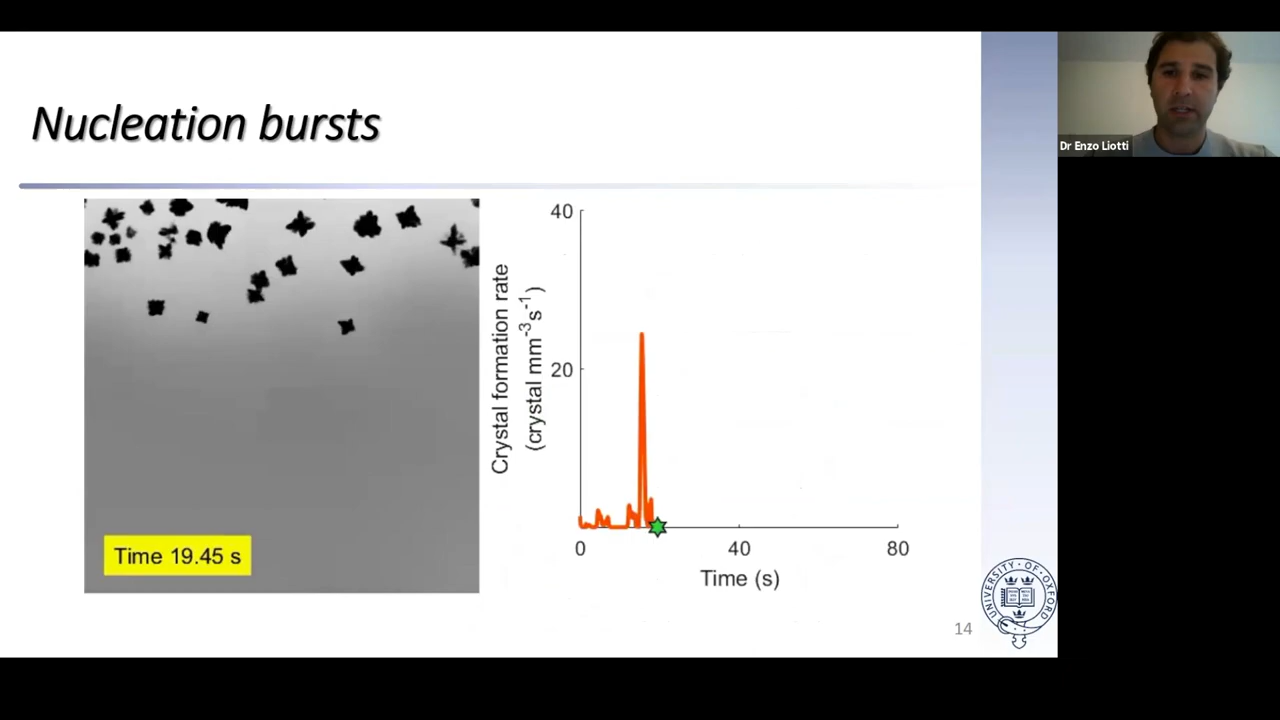 Nucleation bursts
Dr Enzo Liotti
Time 19.45 s
Crystal formation rate
(crystal mm⁻³s⁻¹)
40
20
0
40
80
Time (s)
UNIVERSITY · OF · OXFORD
14